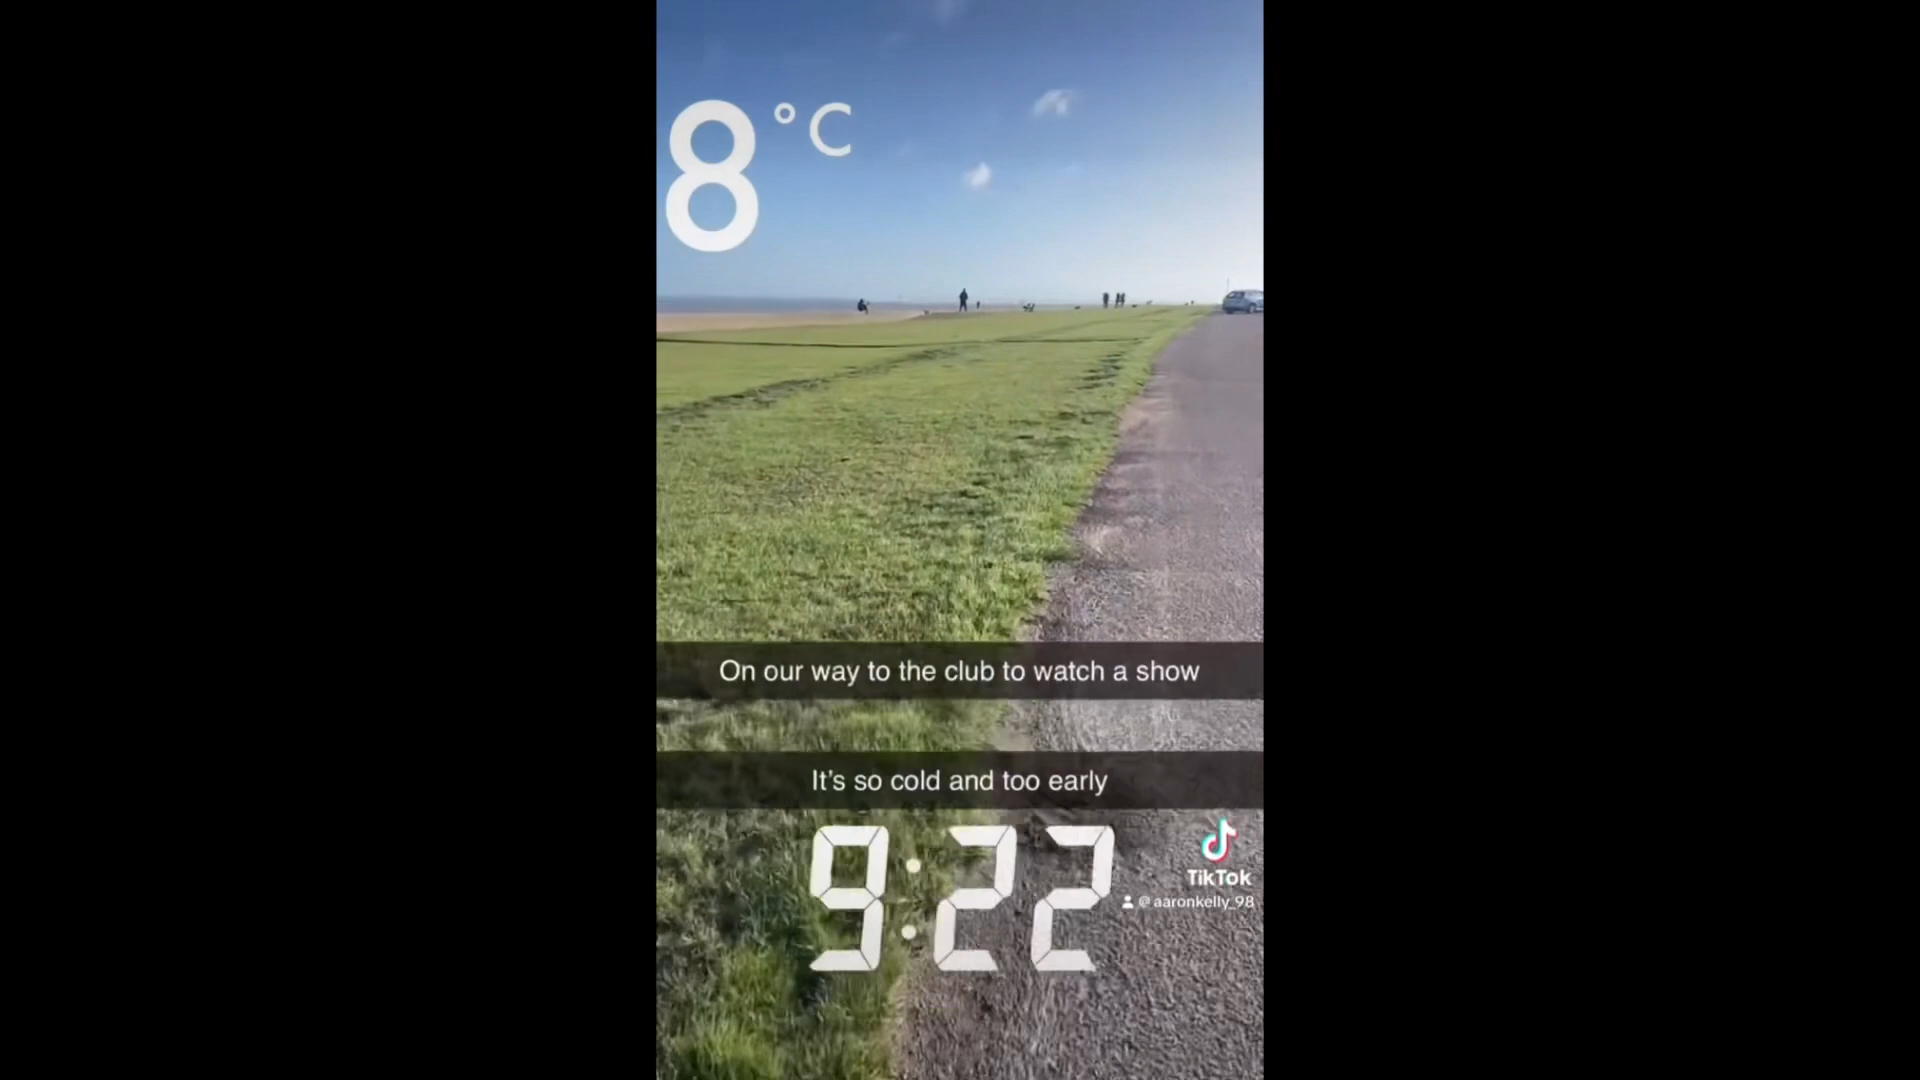 8°C
On our way to the club to watch a show
It's so cold and too early
9:22
TikTok
@aaronkelly_98